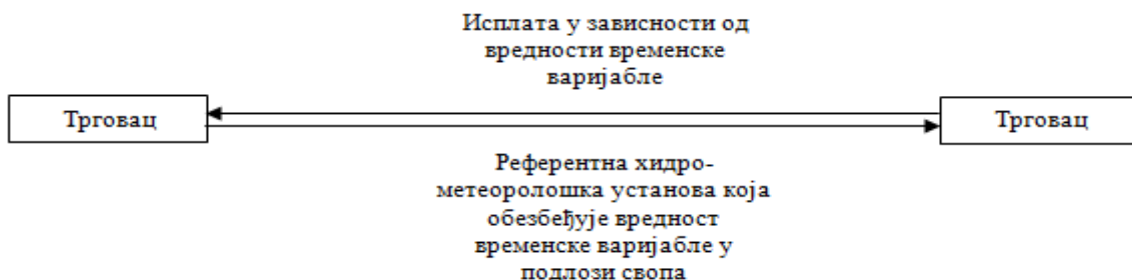 Исплата у зависности од
вредности временске
варијабле
Трговац
Трговац
Референтна хидро-
метеоролошка установа која
обезбеђује вредност
временске варијабле у
подлози свопа